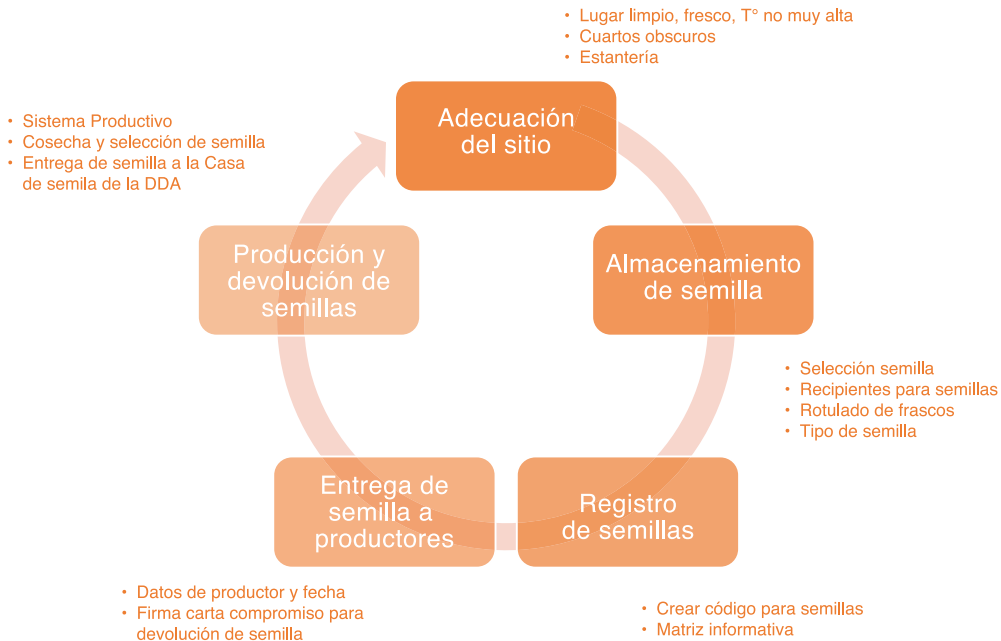 • Lugar limpio, fresco, T° no muy alta
• Cuartos obscuros
• Estantería
Adecuación
del sitio
Almacenamiento
de semilla
• Selección semilla
• Recipientes para semillas
• Rotulado de frascos
• Tipo de semilla
Registro
de semillas
• Crear código para semillas
• Matriz informativa
Entrega de
semilla a
productores
• Datos de productor y fecha
• Firma carta compromiso para
devolución de semilla
Producción y
devolución de
semillas
• Sistema Productivo
• Cosecha y selección de semilla
• Entrega de semilla a la Casa
de semila de la DDA